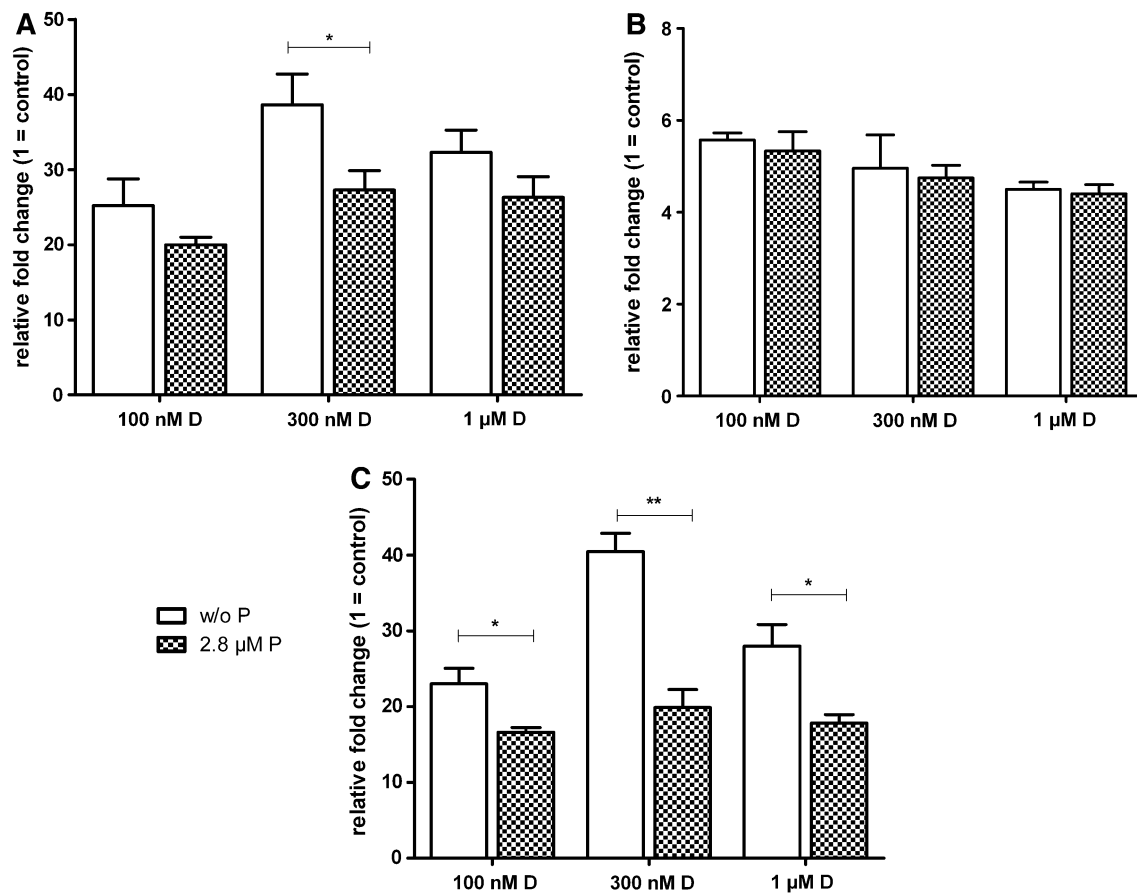 A
relative fold change (1 = control)
50
40
30
20
10
0
*
100 nM D
300 nM D
1 µM D
B
relative fold change (1 = control)
8
6
4
2
0
100 nM D
300 nM D
1 µM D
C
relative fold change (1 = control)
50
40
30
20
10
0
*
**
*
100 nM D
300 nM D
1 µM D
w/o P
2.8 µM P